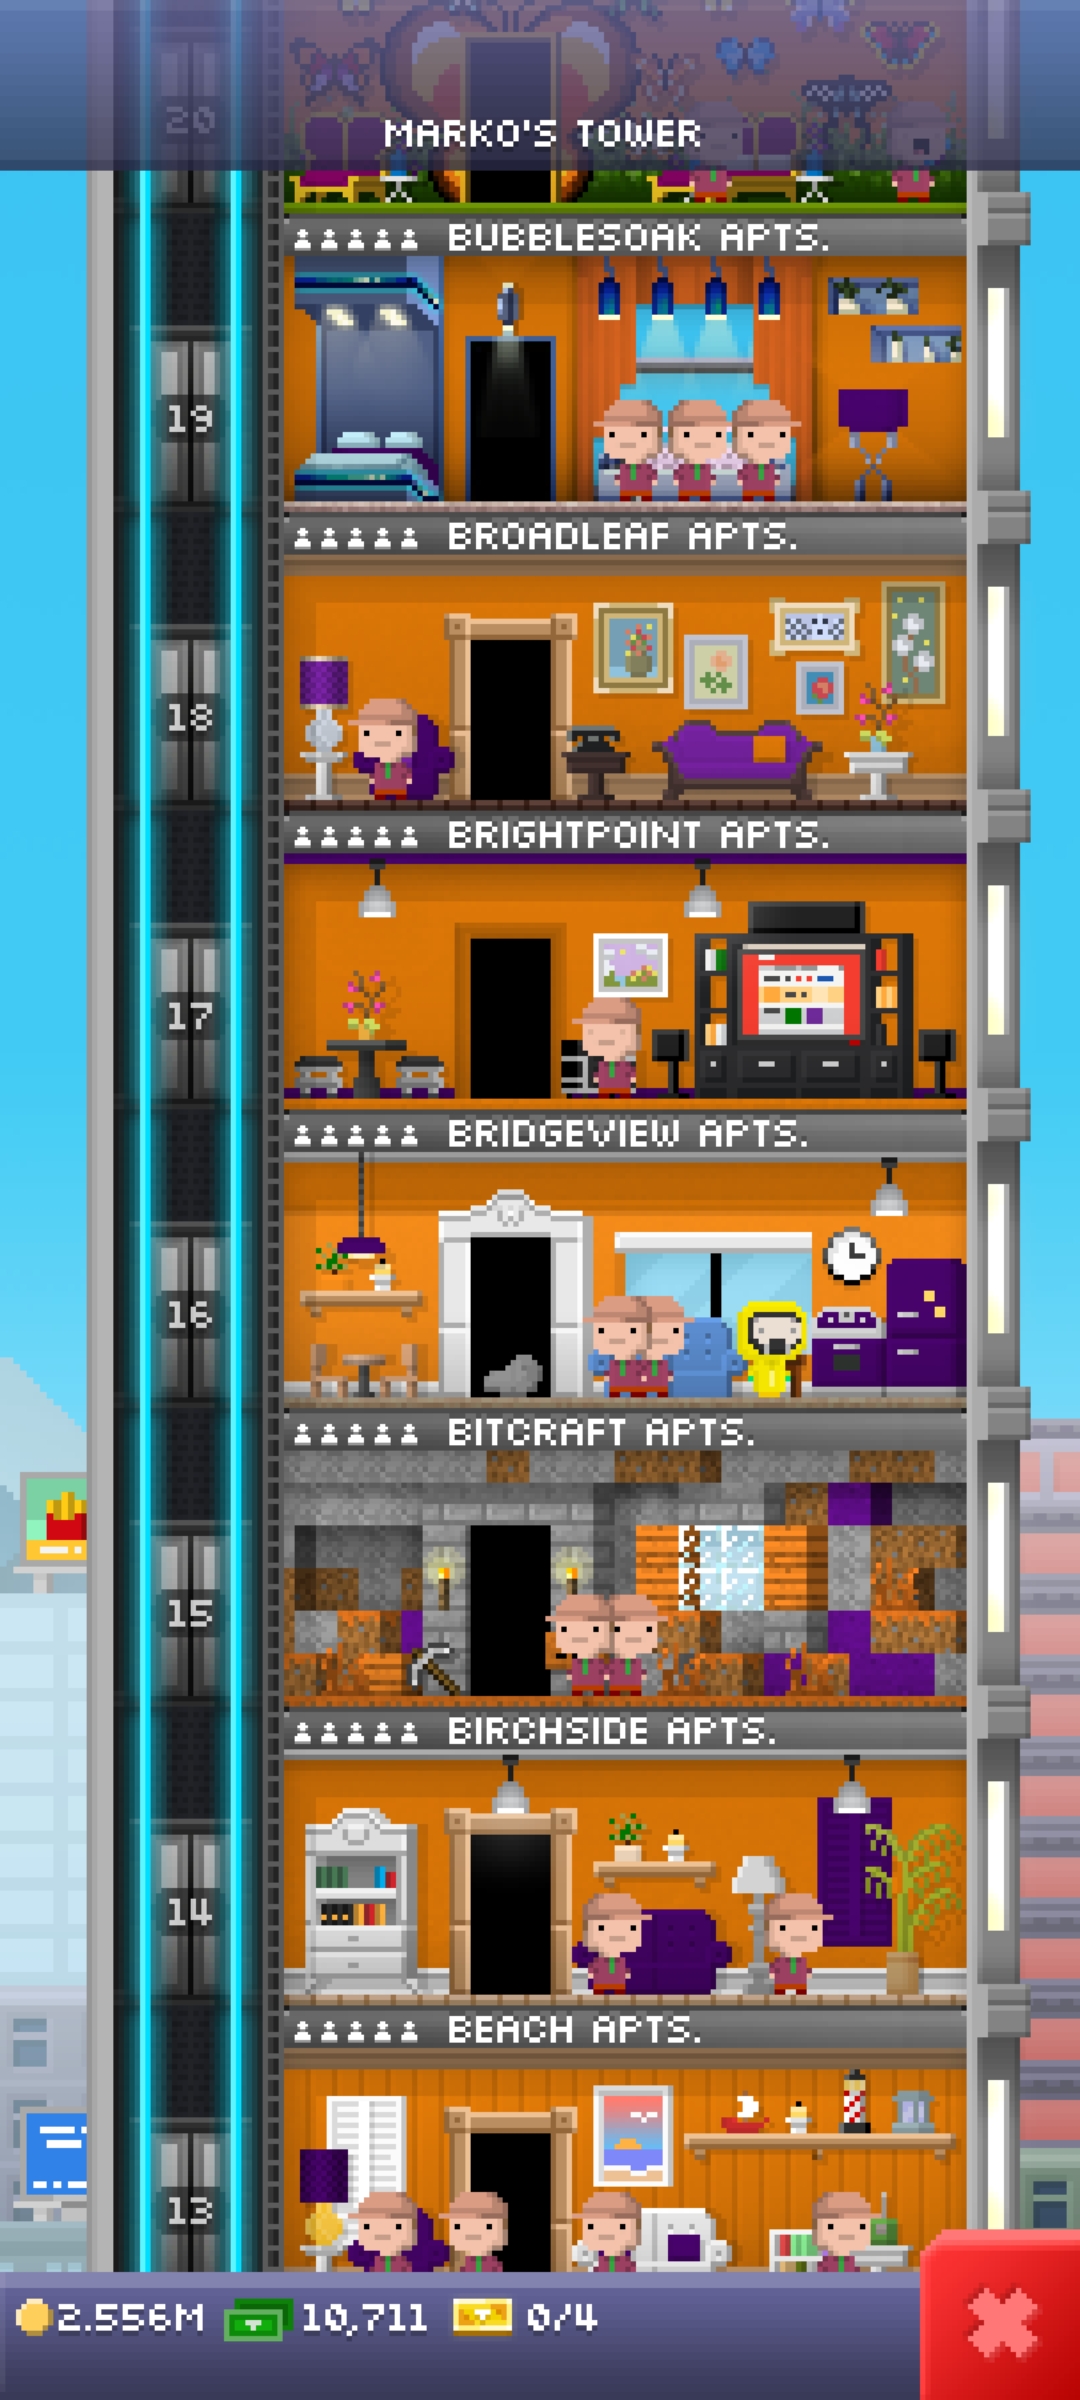 20
MARKO'S TOWER
BUBBLESOAK APTS.
19
BROADLEAF APTS.
18
BRIGHTPOINT APTS.
17
BRIDGEVIEW APTS.
16
BITCRAFT APTS.
15
BIRCHSIDE APTS.
14
BEACH APTS.
13
2.556M 10,711 0/4